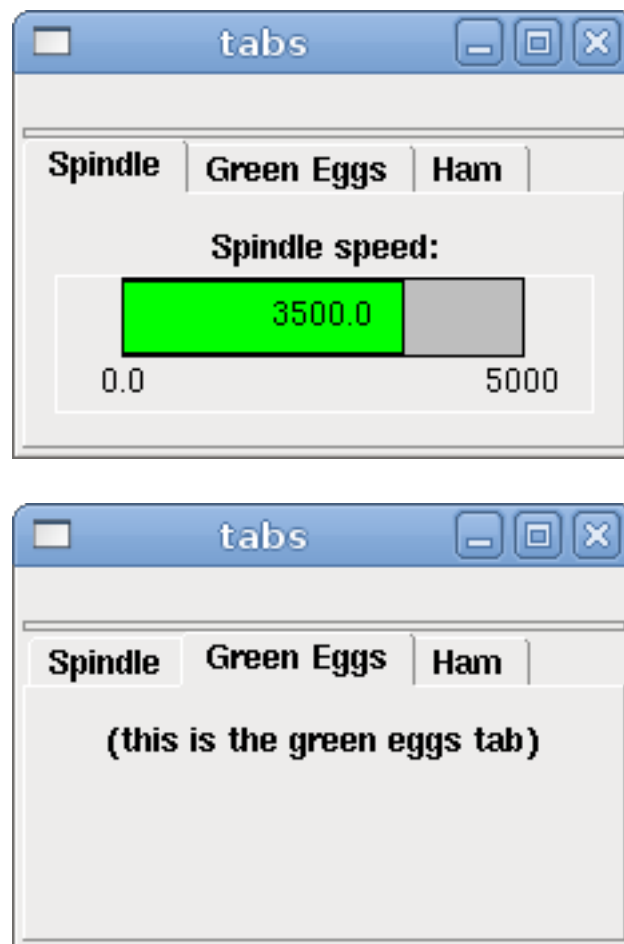 tabs
Spindle Green Eggs Ham
Spindle speed:
3500.0
0.0 5000
tabs
Spindle Green Eggs Ham
(this is the green eggs tab)